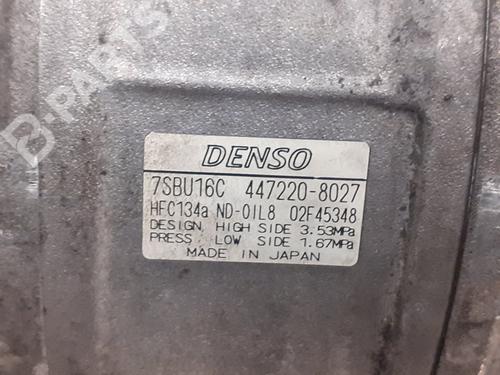 B-PARTS
DENSO
7SBU16C 447220-8027
HFC134a ND-OIL8 02F45348
DESIGN HIGH SIDE 3.53MPa
PRESS LOW SIDE 1.67MPa
MADE IN JAPAN